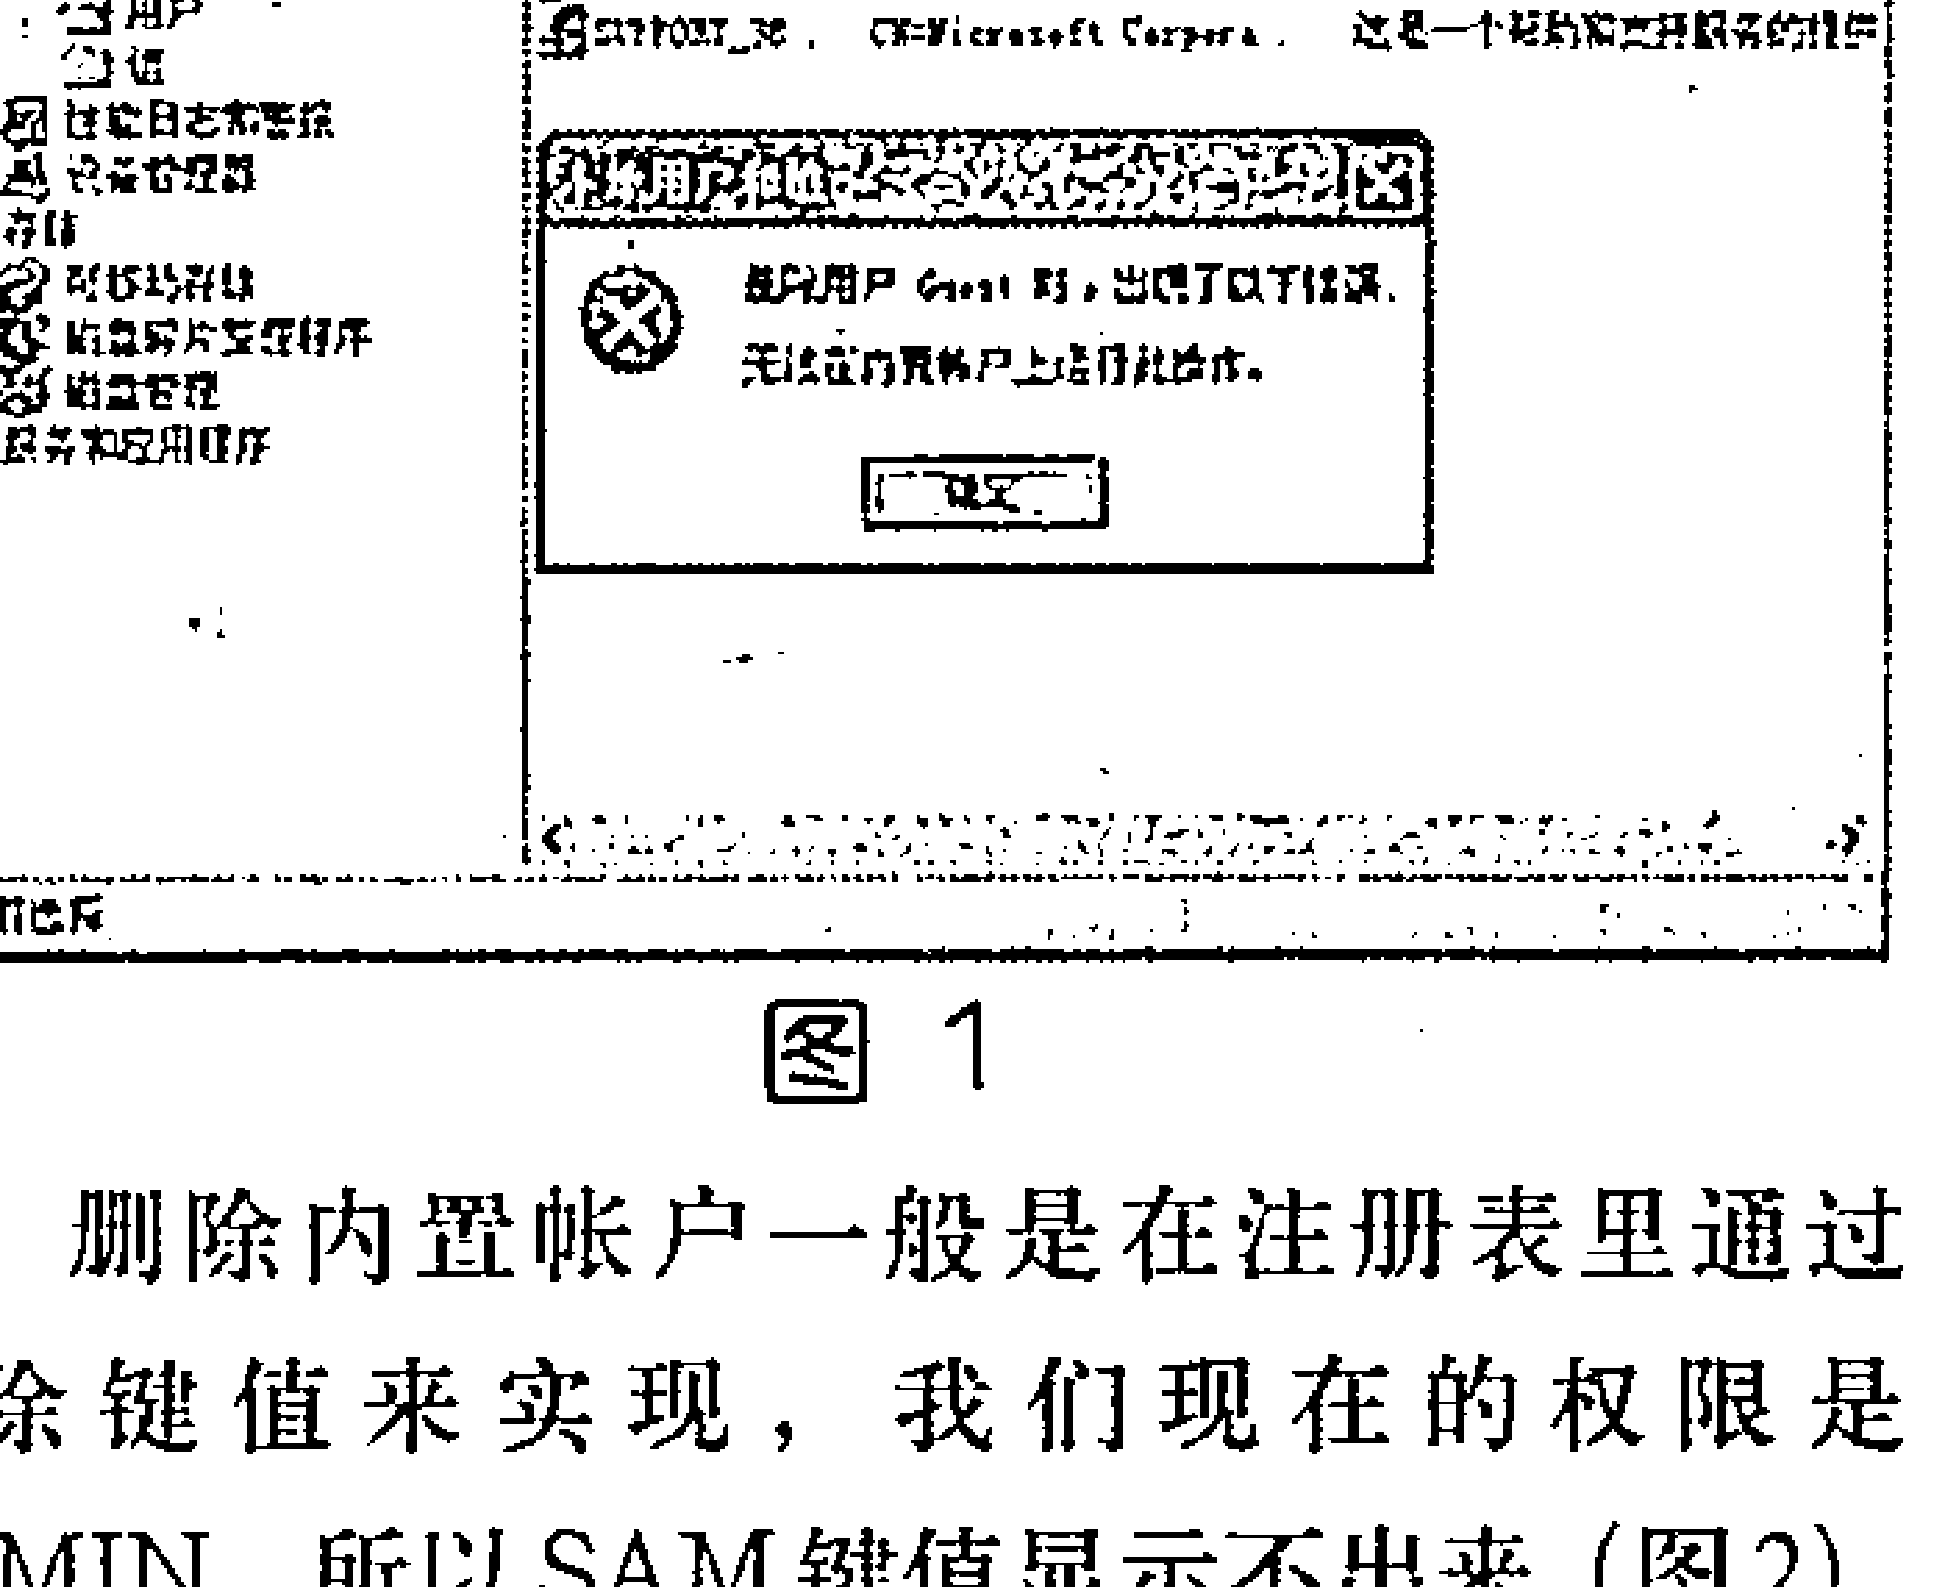 用户
组
性能日志和警报
设备管理器
存储
可移动存储
磁盘碎片整理程序
磁盘管理
服务和应用程序
SUPPORT_38 CN=Microsoft Corpora 这是一个帮助和支持服务的提供
本地用户和组
删除用户 Guest 时,出现了以下错误.
无法在内置帐户上运行此操作。
确定
图 1
删除内置帐户一般是在注册表里通过
除键值来实现，我们现在的权限是
MIN 所以SAM键值显示不出来(图2)